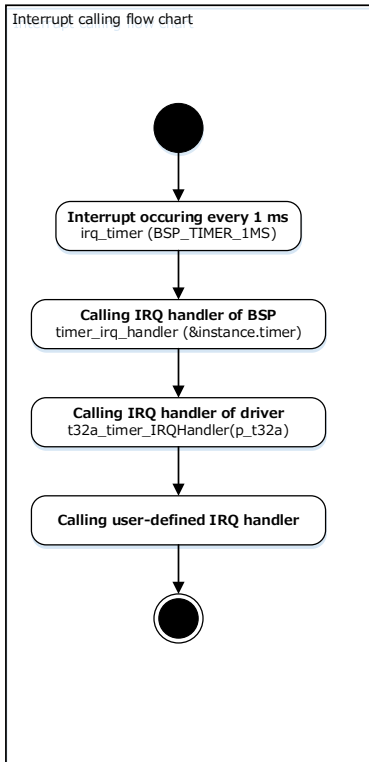 Interrupt calling flow chart
Interrupt occuring every 1 ms
irq_timer (BSP_TIMER_1MS)
Calling IRQ handler of BSP
timer_irq_handler (&instance.timer)
Calling IRQ handler of driver
t32a_timer_IRQHandler(p_t32a)
Calling user-defined IRQ handler